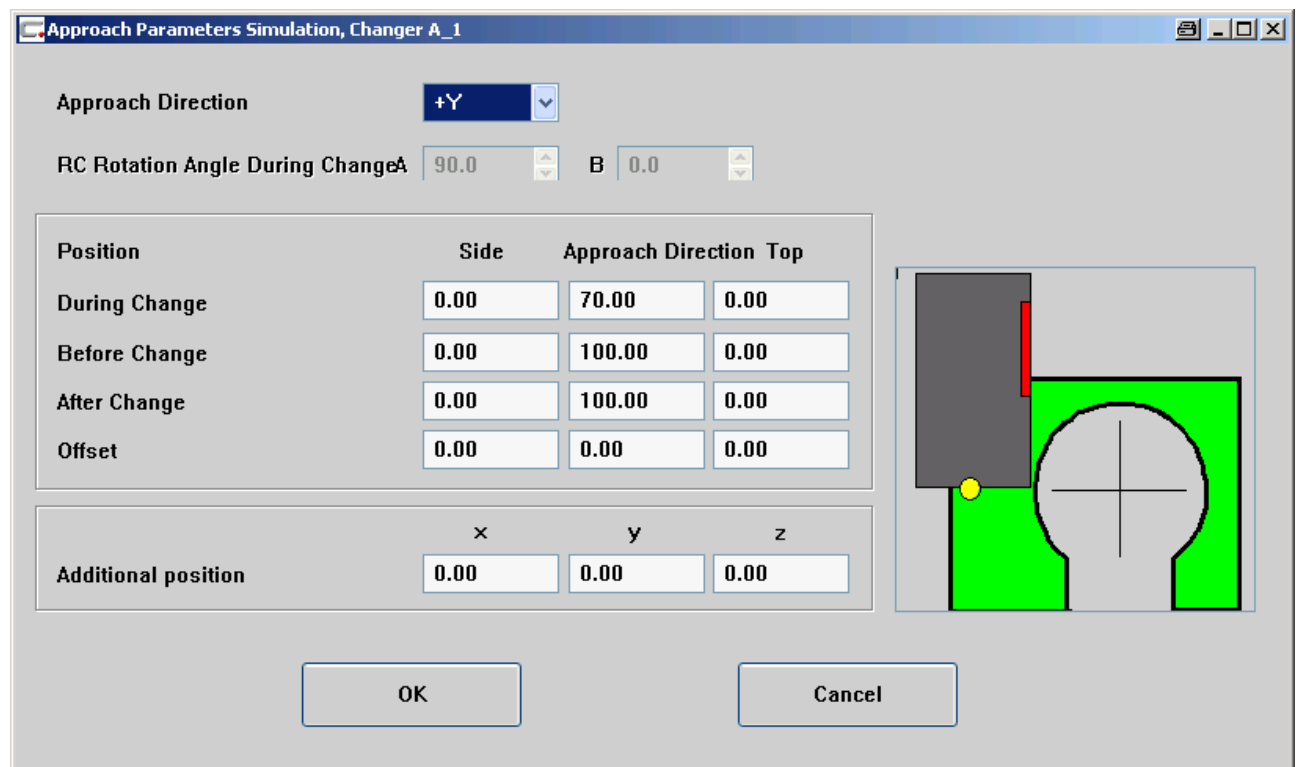 Approach Parameters Simulation, Changer A_1
Approach Direction +Y
RC Rotation Angle During Change A 90.0 B 0.0
Position Side Approach Direction Top
During Change 0.00 70.00 0.00
Before Change 0.00 100.00 0.00
After Change 0.00 100.00 0.00
Offset 0.00 0.00 0.00
x y z
Additional position 0.00 0.00 0.00
OK Cancel